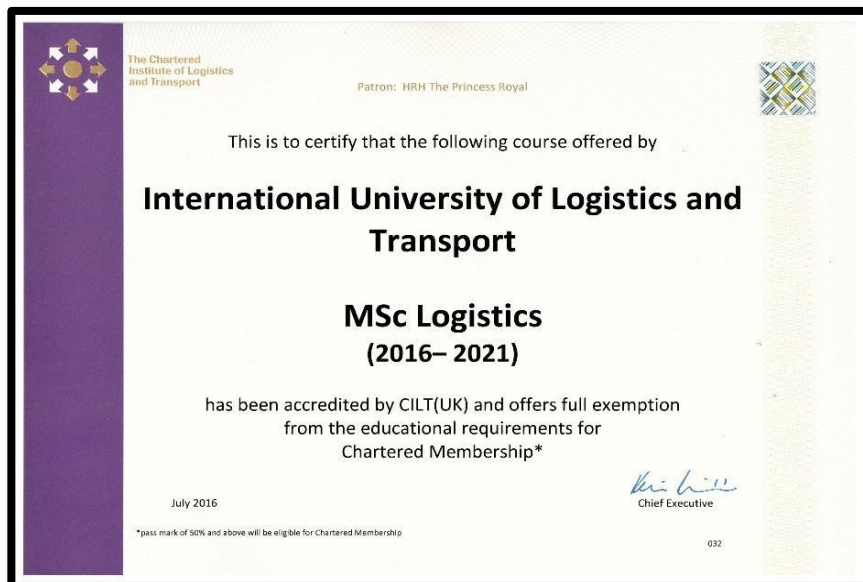 The Chartered
Institute of Logistics
and Transport
Patron: HRH The Princess Royal
This is to certify that the following course offered by
International University of Logistics and
Transport
MSc Logistics
(2016– 2021)
has been accredited by CILT(UK) and offers full exemption
from the educational requirements for
Chartered Membership*
July 2016
Chief Executive
*pass mark of 50% and above will be eligible for Chartered Membership
032